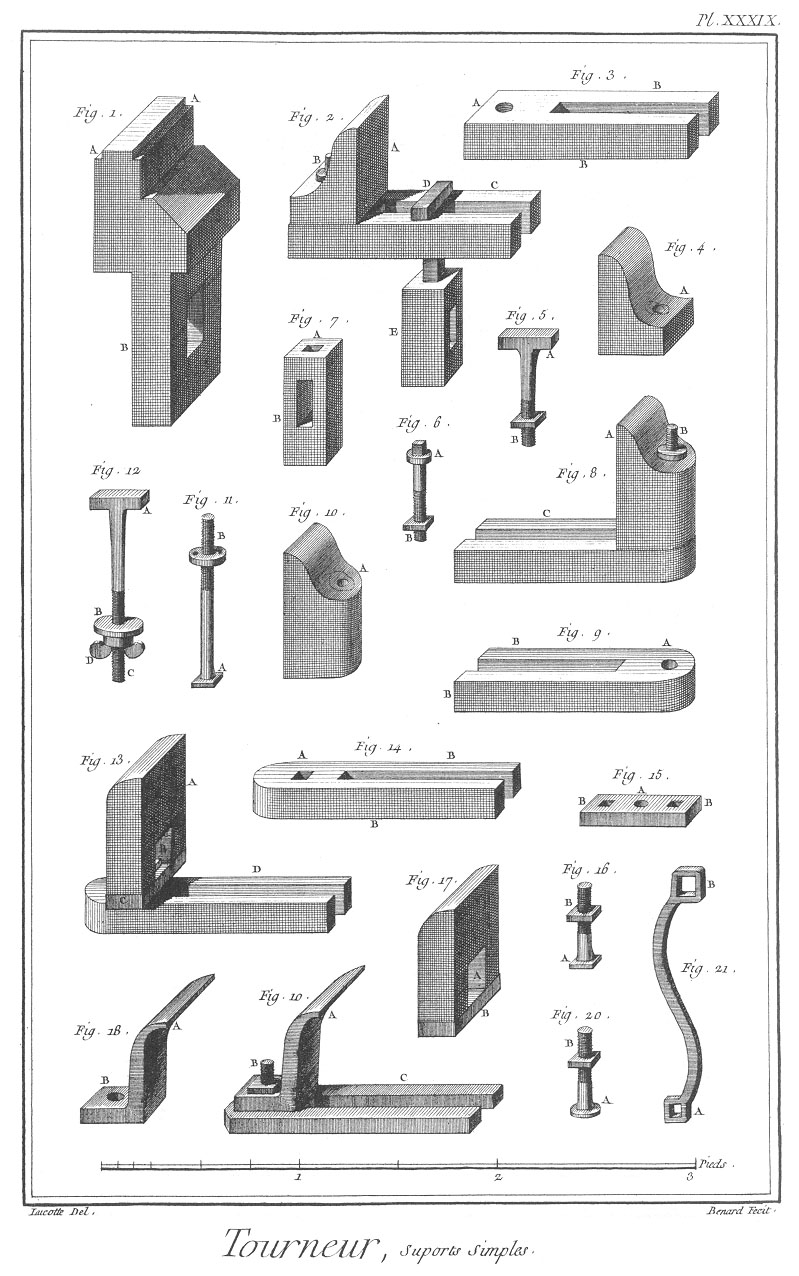 Pl. XXXIX.
Fig. 3.
A B
B
Fig. 1.
A
A
B
Fig. 2.
A
B
D C
E
Fig. 4.
A
Fig. 5.
A
B
Fig. 7.
A
B
Fig. 6.
A
B
Fig. 8.
A B
C
Fig. 12
A
B
D C
Fig. 11.
B
A
Fig. 10.
A
Fig. 9.
B A
B
Fig. 13.
A
B
C D
Fig. 14.
A B
B
Fig. 15.
A
B B
Fig. 17.
A
B
Fig. 16
B
A
Fig. 21.
B
A
Fig. 18.
A
B
Fig. 19.
A
B
C
Fig. 20.
B
A
1 2 3 Pieds.
Lucotte Del.
Benard Fecit.
Tourneur, Suports Simples.